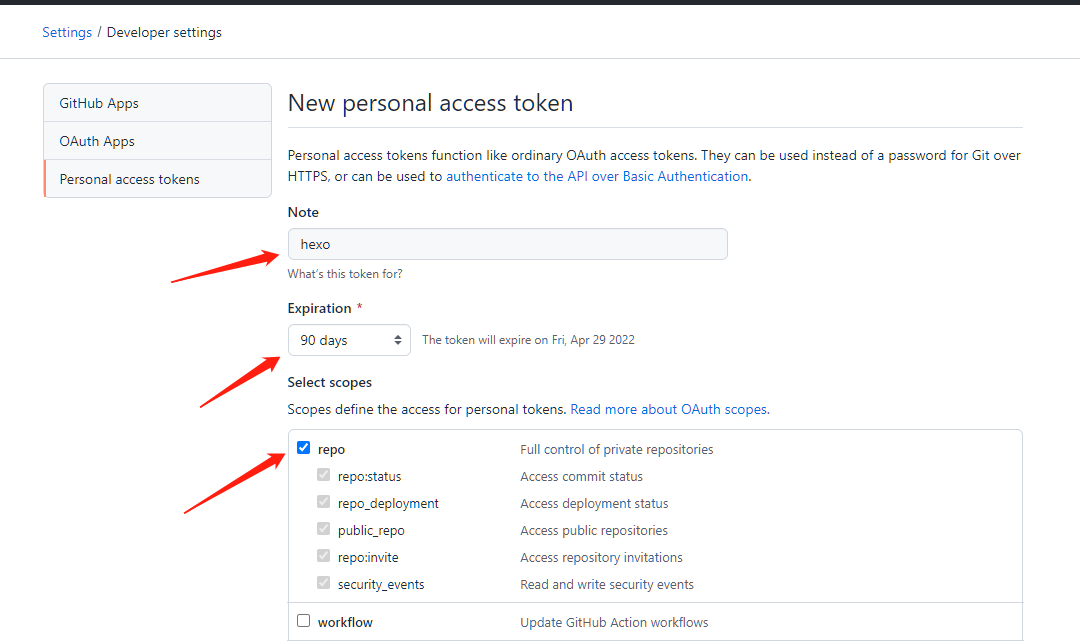 Settings / Developer settings
GitHub Apps
OAuth Apps
Personal access tokens
New personal access token
Personal access tokens function like ordinary OAuth access tokens. They can be used instead of a password for Git over
HTTPS, or can be used to authenticate to the API over Basic Authentication.
Note
hexo
What's this token for?
Expiration *
90 days The token will expire on Fri, Apr 29 2022
Select scopes
Scopes define the access for personal tokens. Read more about OAuth scopes.
repo Full control of private repositories
repo:status Access commit status
repo_deployment Access deployment status
public_repo Access public repositories
repo:invite Access repository invitations
security_events Read and write security events
workflow Update GitHub Action workflows